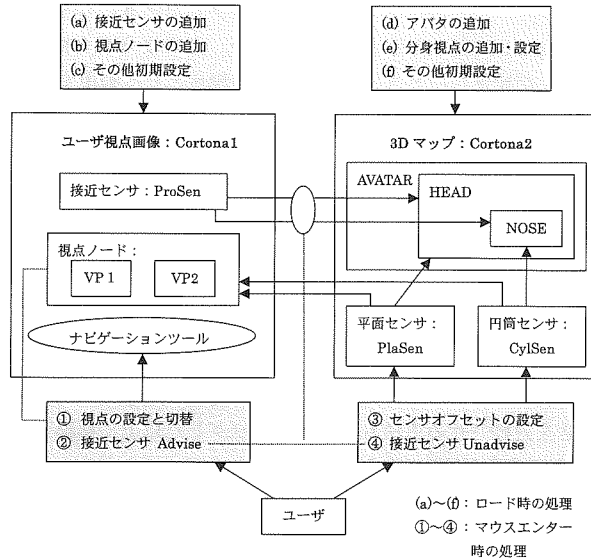 (a) 接近センサの追加
(b) 視点ノードの追加
(c) その他初期設定
(d) アバタの追加
(e) 分身視点の追加・設定
(f) その他初期設定
ユーザ視点画像：Cortona1
接近センサ：ProSen
視点ノード：
VP 1
VP2
ナビゲーションツール
3D マップ：Cortona2
AVATAR
HEAD
NOSE
平面センサ：
PlaSen
円筒センサ：
CylSen
① 視点の設定と切替
② 接近センサ Advise
③ センサオフセットの設定
④ 接近センサ Unadvise
ユーザ
(a)～(f)：ロード時の処理
①～④：マウスエンター
時の処理